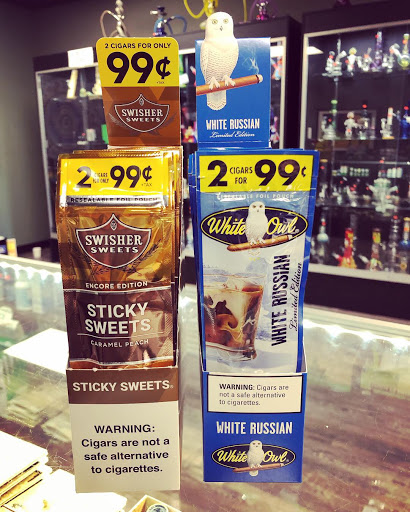 2 CIGARS FOR ONLY
99¢
SWISHER
SWEETS
2 CIGARS FOR ONLY 99¢ +TAX
RESEALABLE FOIL POUCH
SWISHER
SWEETS
ENCORE EDITION
STICKY
SWEETS
CARAMEL PEACH
STICKY SWEETS
WARNING:
Cigars are not a
safe alternative
to cigarettes.
WHITE RUSSIAN
Limited Edition
2 CIGARS FOR 99¢
White Owl
WHITE RUSSIAN
Limited Edition
WARNING: Cigars are
not a safe alternative
to cigarettes.
WHITE RUSSIAN
White Owl